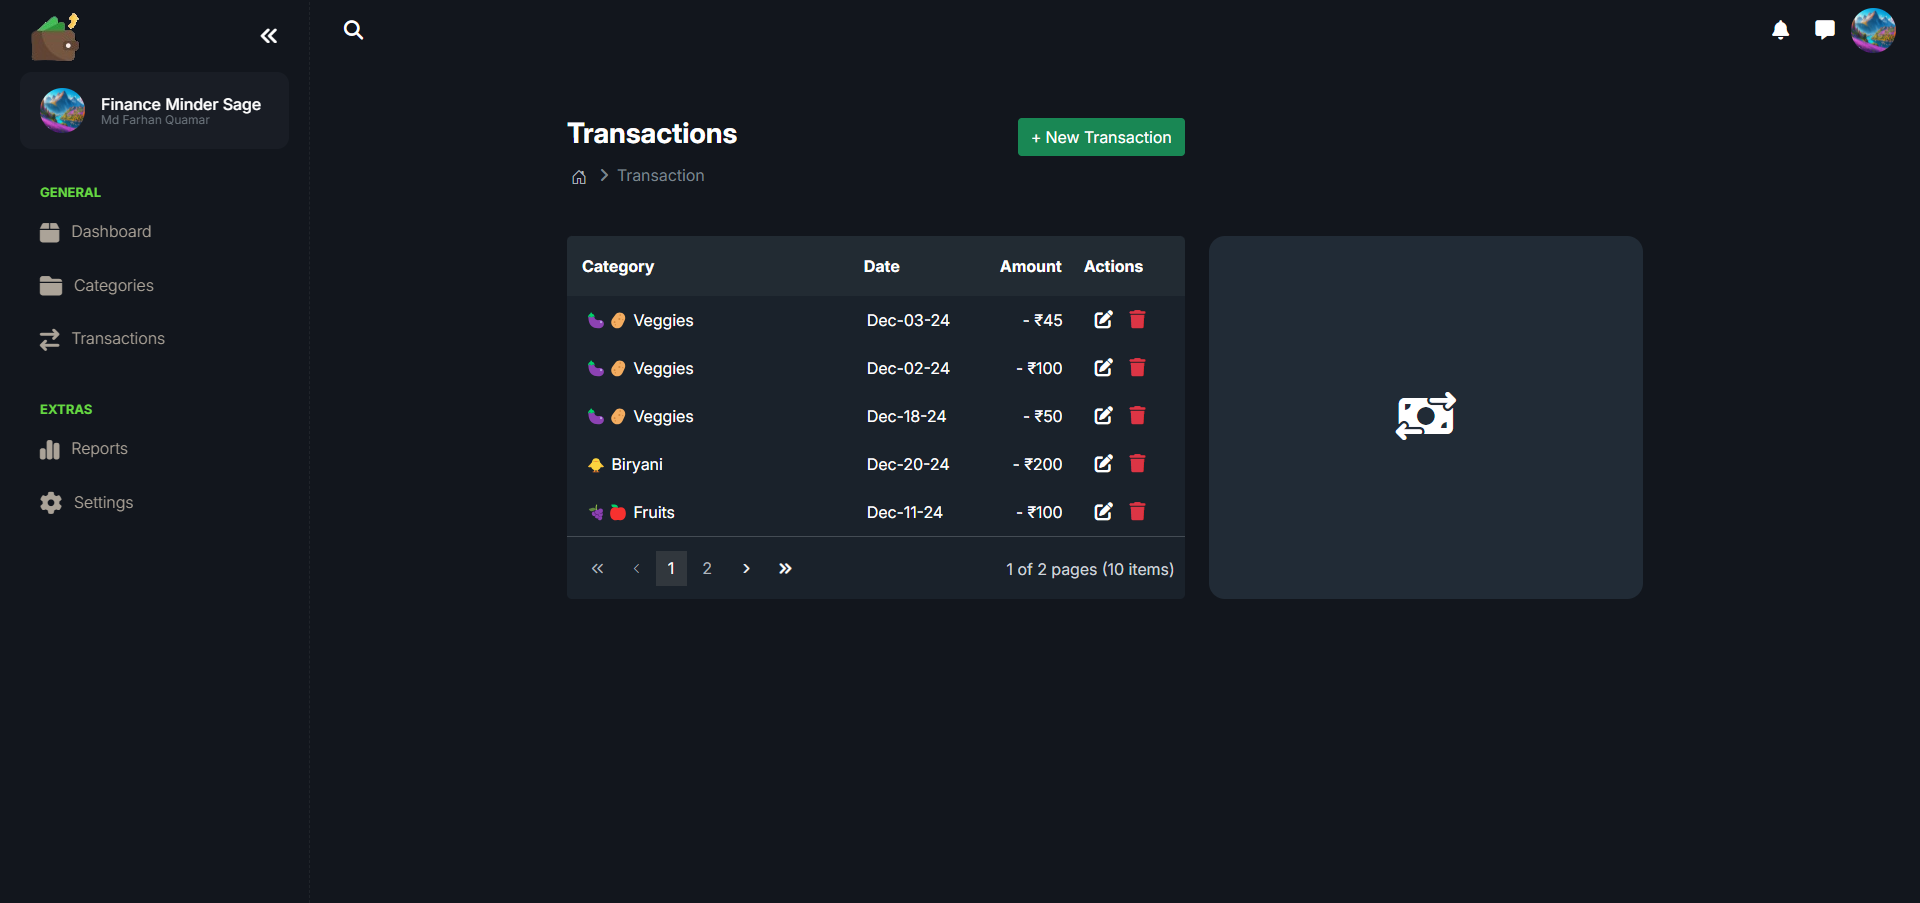 Finance Minder Sage
Md Farhan Quamar
GENERAL
Dashboard
Categories
Transactions
EXTRAS
Reports
Settings
Transactions
+ New Transaction
Transaction
Category Date Amount Actions
Veggies Dec-03-24 - ₹45
Veggies Dec-02-24 - ₹100
Veggies Dec-18-24 - ₹50
Biryani Dec-20-24 - ₹200
Fruits Dec-11-24 - ₹100
1 2 1 of 2 pages (10 items)